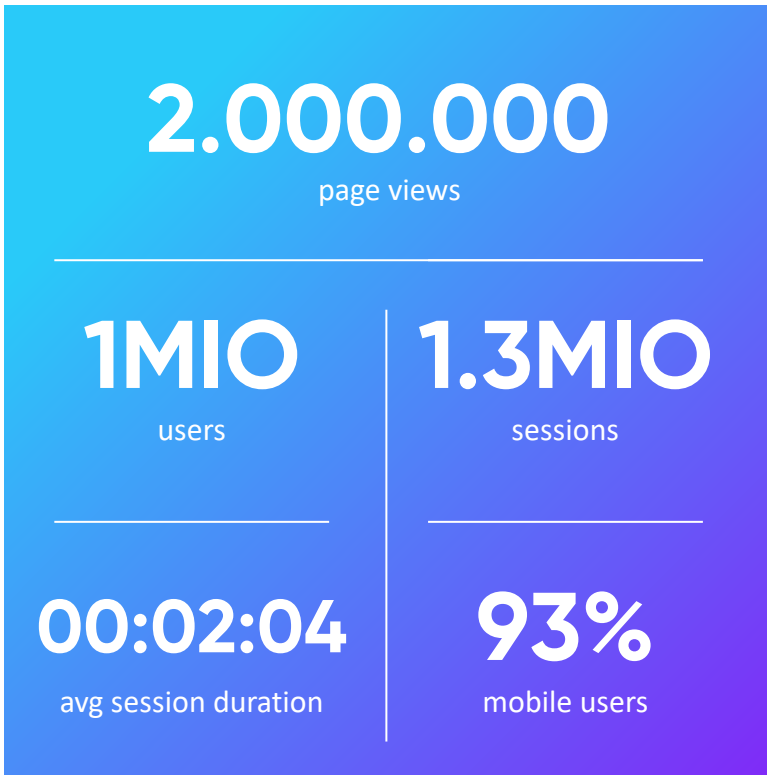 2.000.000
page views
1MIO
users
1.3MIO
sessions
00:02:04
avg session duration
93%
mobile users